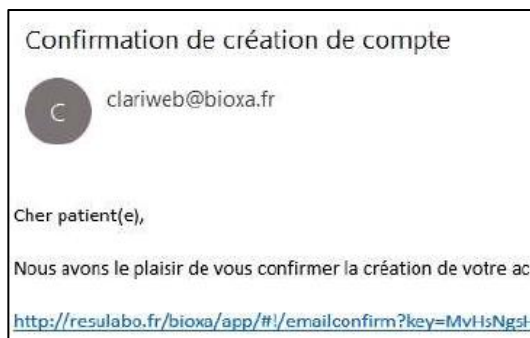 Confirmation de création de compte
C
clariweb@bioxa.fr
Cher patient(e),
Nous avons le plaisir de vous confirmer la création de votre ac
http://resulabo.fr/bioxa/app/#!/emailconfirm?key=MvHsNgsH